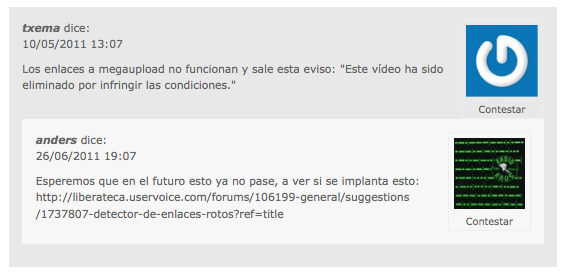 txema dice:
10/05/2011 13:07
Los enlaces a megaupload no funcionan y sale esta eviso: "Este vídeo ha sido
eliminado por infringir las condiciones."
Contestar
anders dice:
26/06/2011 19:07
Esperemos que en el futuro esto ya no pase, a ver si se implanta esto:
http://liberateca.uservoice.com/forums/106199-general/suggestions
/1737807-detector-de-enlaces-rotos?ref=title
Contestar